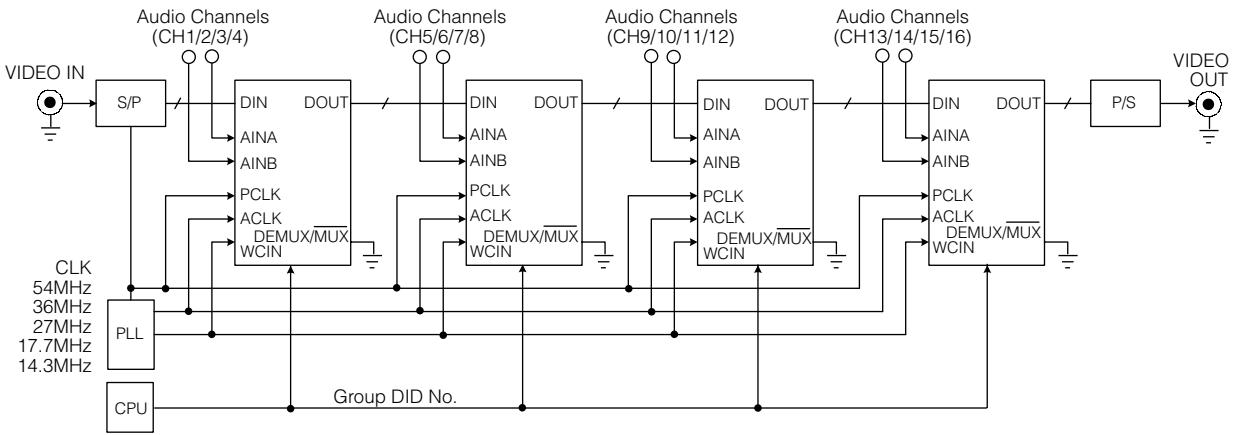 Audio Channels
(CH1/2/3/4)
Audio Channels
(CH5/6/7/8)
Audio Channels
(CH9/10/11/12)
Audio Channels
(CH13/14/15/16)
VIDEO IN
VIDEO
OUT
S/P
P/S
DIN DOUT
AINA
AINB
PCLK
ACLK
DEMUX/MUX
WCIN
DIN DOUT
AINA
AINB
PCLK
ACLK
DEMUX/MUX
WCIN
DIN DOUT
AINA
AINB
PCLK
ACLK
DEMUX/MUX
WCIN
DIN DOUT
AINA
AINB
PCLK
ACLK
DEMUX/MUX
WCIN
CLK
54MHz
36MHz
27MHz
17.7MHz
14.3MHz
PLL
CPU
Group DID No.